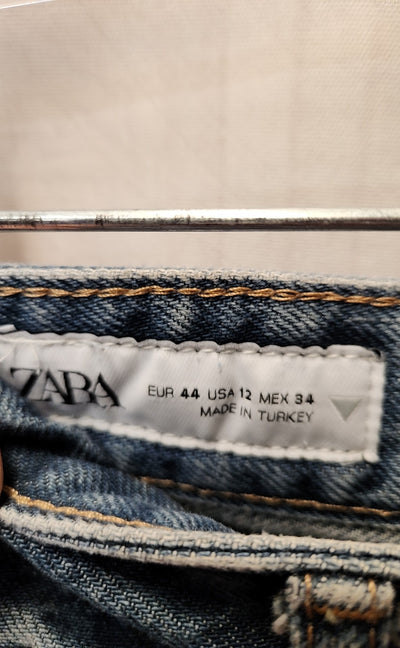 ZARA
EUR 44 USA 12 MEX 34
MADE IN TURKEY